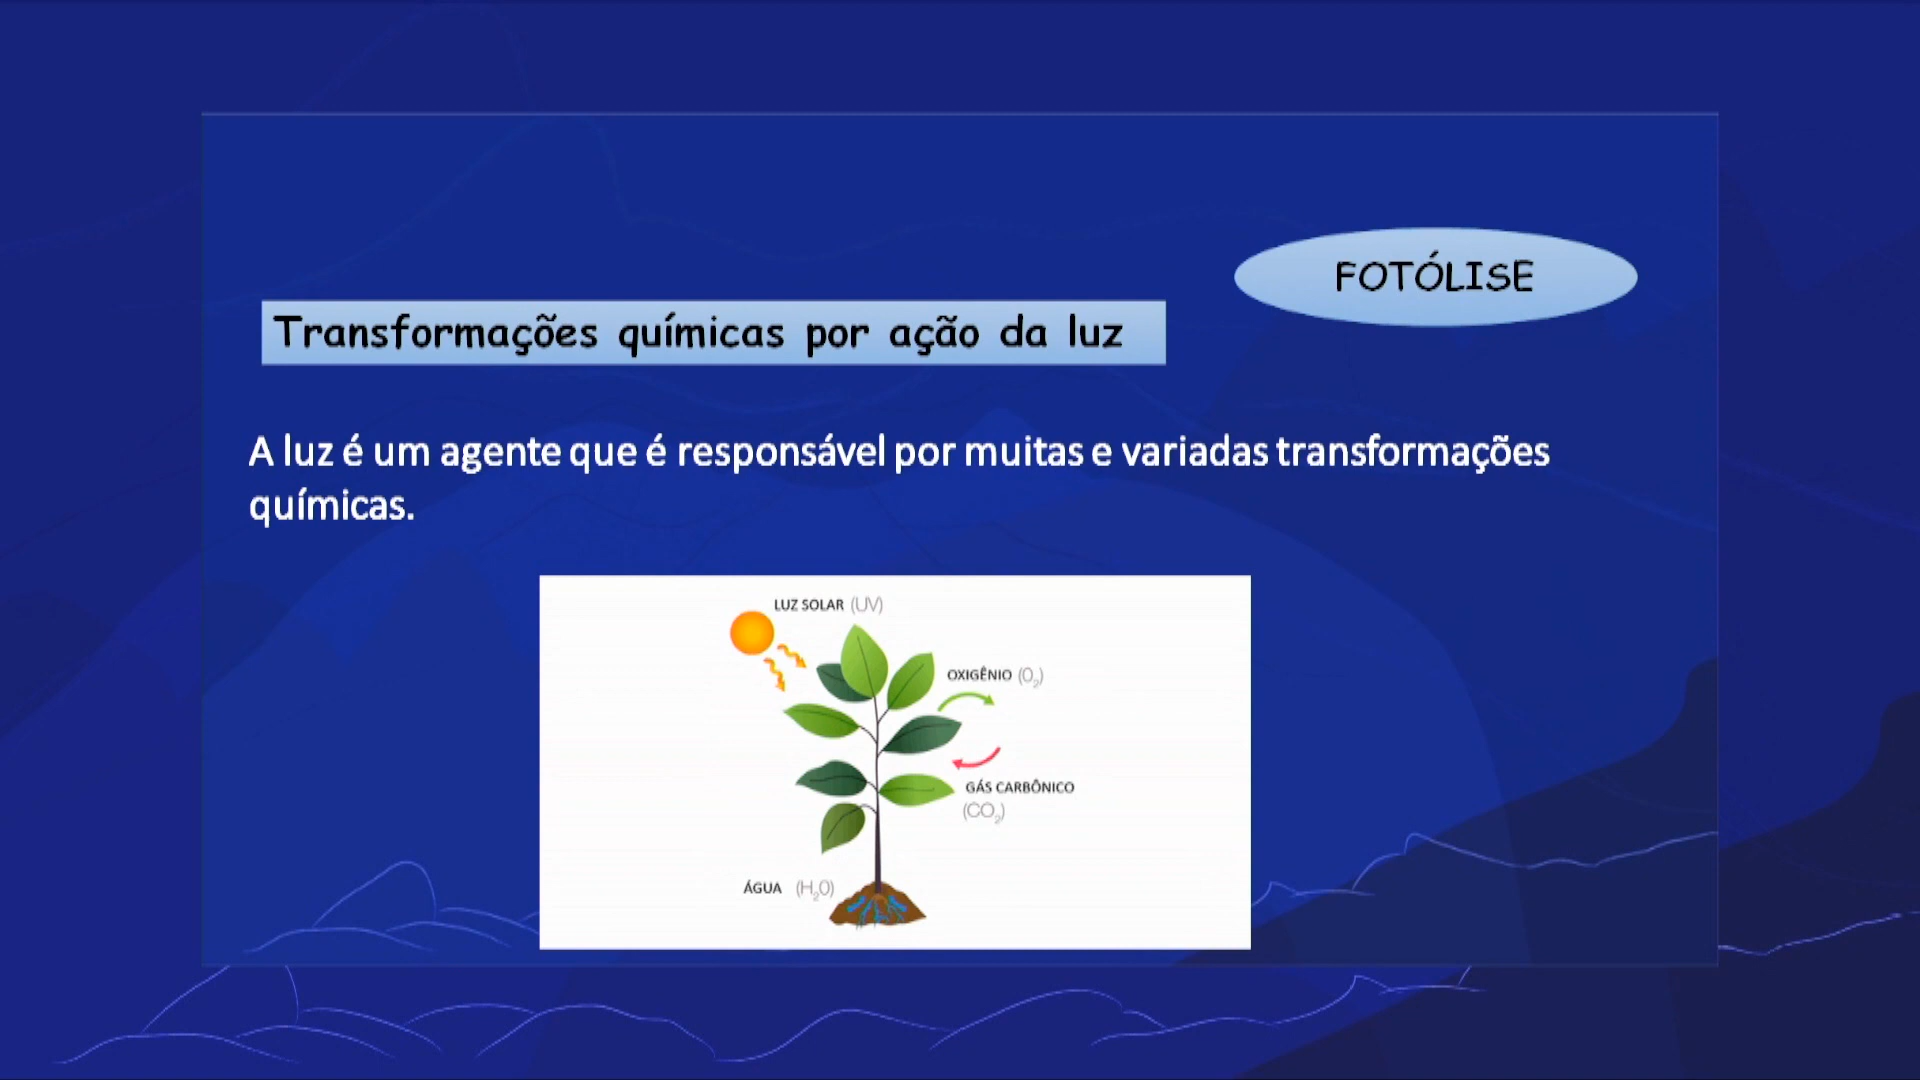 FOTÓLISE
Transformações químicas por ação da luz
A luz é um agente que é responsável por muitas e variadas transformações
químicas.
LUZ SOLAR (UV)
OXIGÊNIO (O₂)
GÁS CARBÔNICO
(CO₂)
ÁGUA (H₂O)